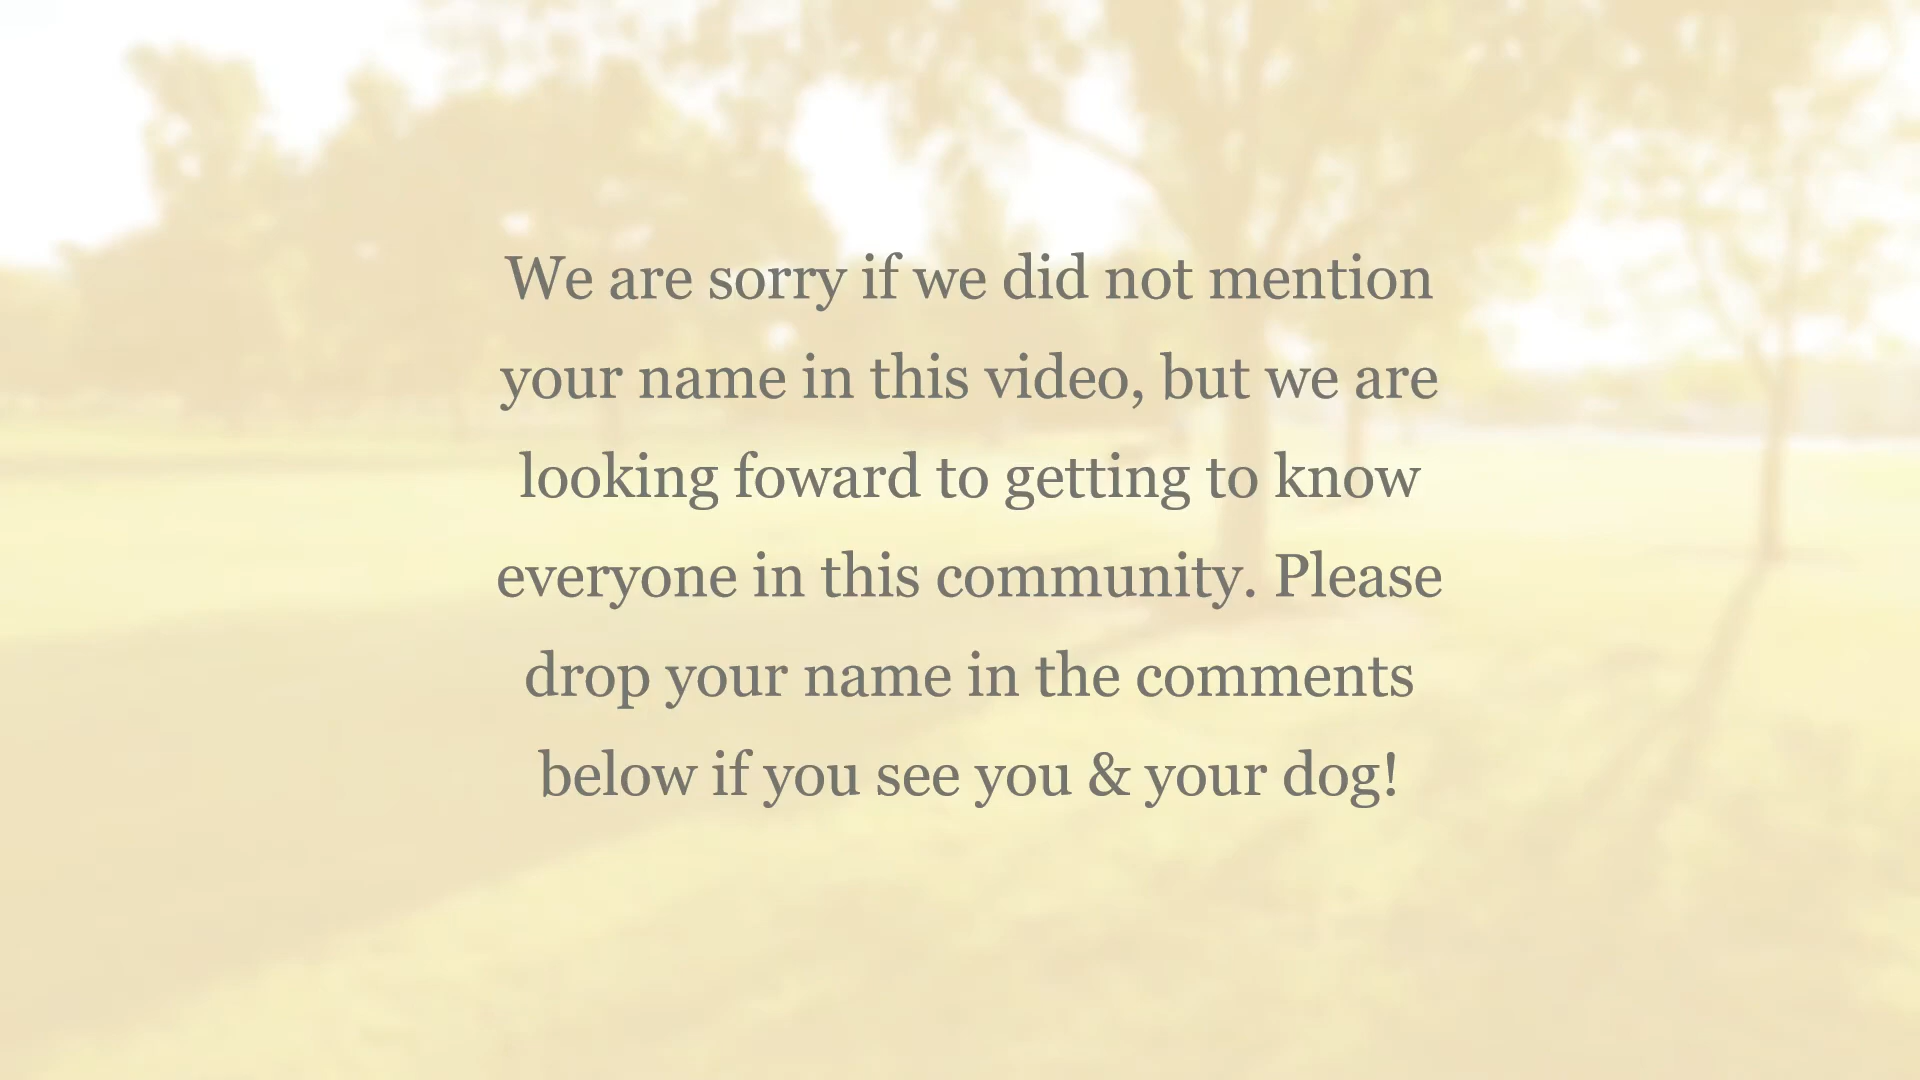 We are sorry if we did not mention
your name in this video, but we are
looking foward to getting to know
everyone in this community. Please
drop your name in the comments
below if you see you & your dog!